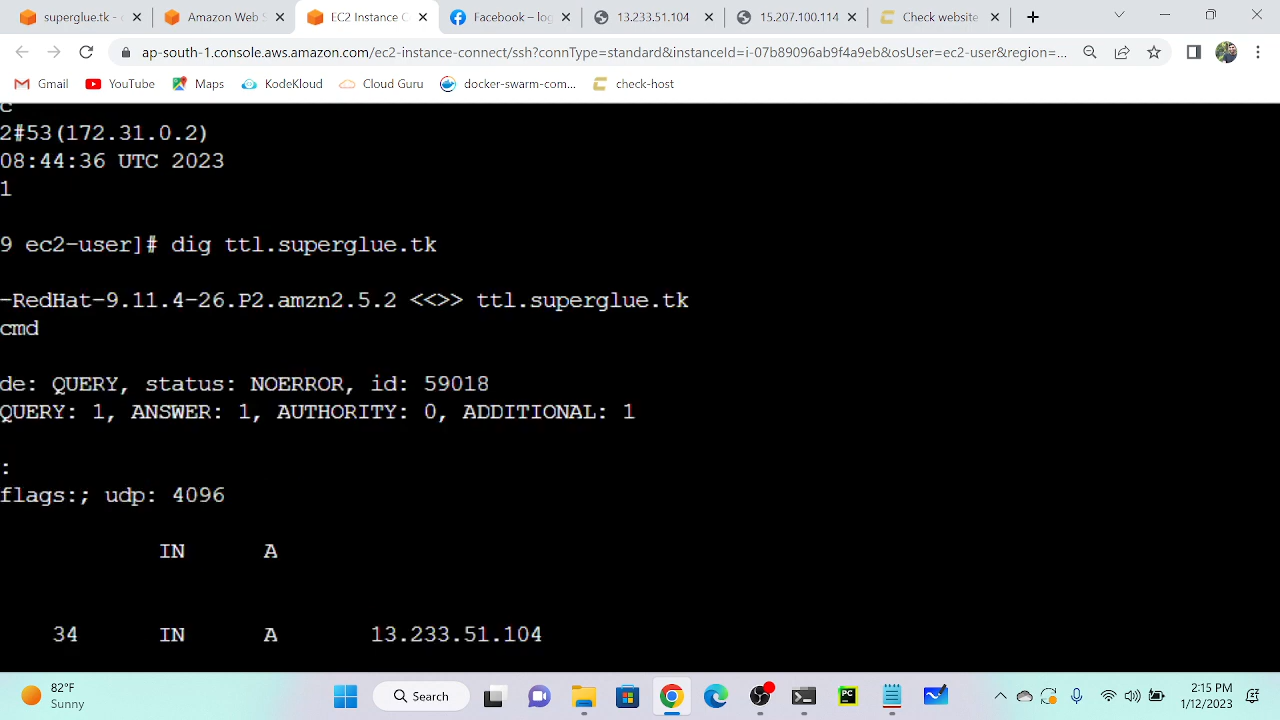 superglue.tk -
Amazon Web S
EC2 Instance C
Facebook – log
13.233.51.104
15.207.100.114
Check website
ap-south-1.console.aws.amazon.com/ec2-instance-connect/ssh?connType=standard&instanceId=i-07b89096ab9f4a9eb&osUser=ec2-user&region=...
Gmail
YouTube
Maps
KodeKloud
Cloud Guru
docker-swarm-com...
check-host
c
2#53(172.31.0.2)
08:44:36 UTC 2023
1
9 ec2-user]# dig ttl.superglue.tk
-RedHat-9.11.4-26.P2.amzn2.5.2 <<>> ttl.superglue.tk
cmd
de: QUERY, status: NOERROR, id: 59018
QUERY: 1, ANSWER: 1, AUTHORITY: 0, ADDITIONAL: 1
:
flags:; udp: 4096
IN A
34 IN A 13.233.51.104
82°F
Sunny
Search
PC
2:15 PM
1/12/2023